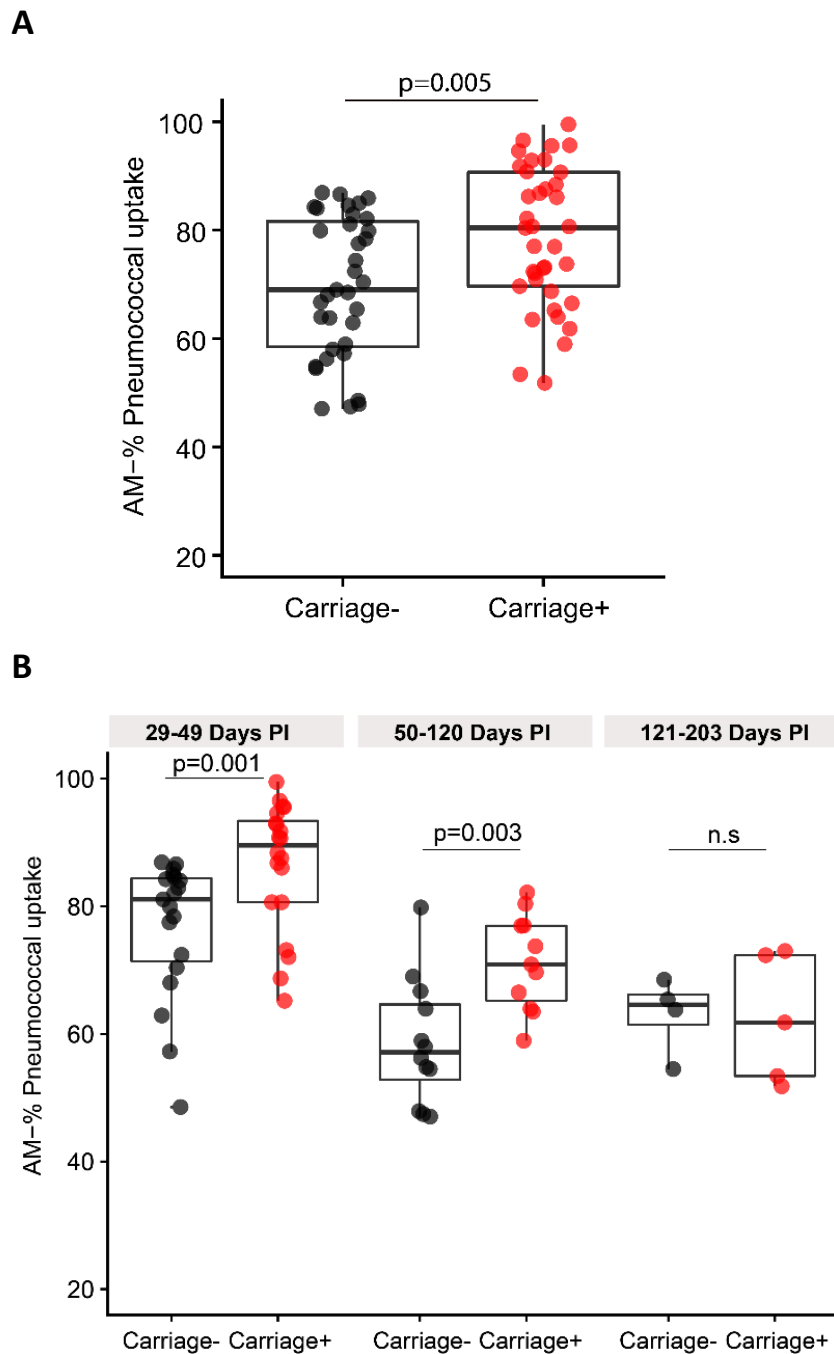 A
p=0.005
100
80
60
40
20
AM-% Pneumococcal uptake
Carriage- Carriage+
B
29-49 Days PI 50-120 Days PI 121-203 Days PI
p=0.001 p=0.003 n.s
100
80
60
40
20
AM-% Pneumococcal uptake
Carriage- Carriage+ Carriage- Carriage+ Carriage- Carriage+